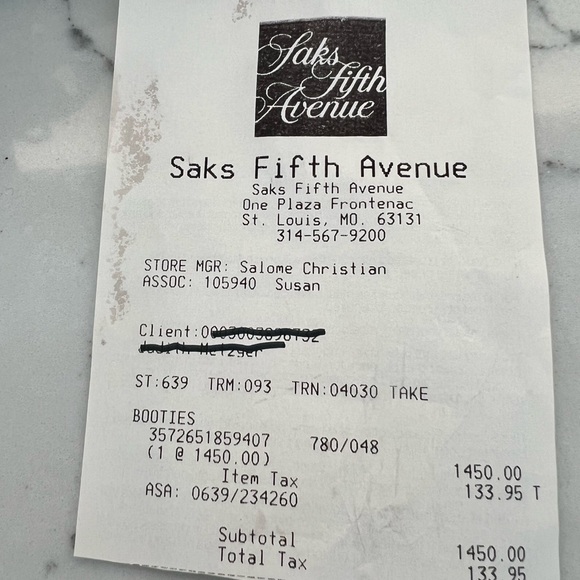 Saks
fifth
Avenue
Saks Fifth Avenue
Saks Fifth Avenue
One Plaza Frontenac
St. Louis, MO. 63131
314-567-9200
STORE MGR: Salome Christian
ASSOC: 105940 Susan
Client:
ST:639 TRM:093 TRN:04030 TAKE
BOOTIES
3572651859407 780/048
(1 @ 1450.00) 1450.00
Item Tax 133.95 T
ASA: 0639/234260
Subtotal 1450.00
Total Tax 133.95